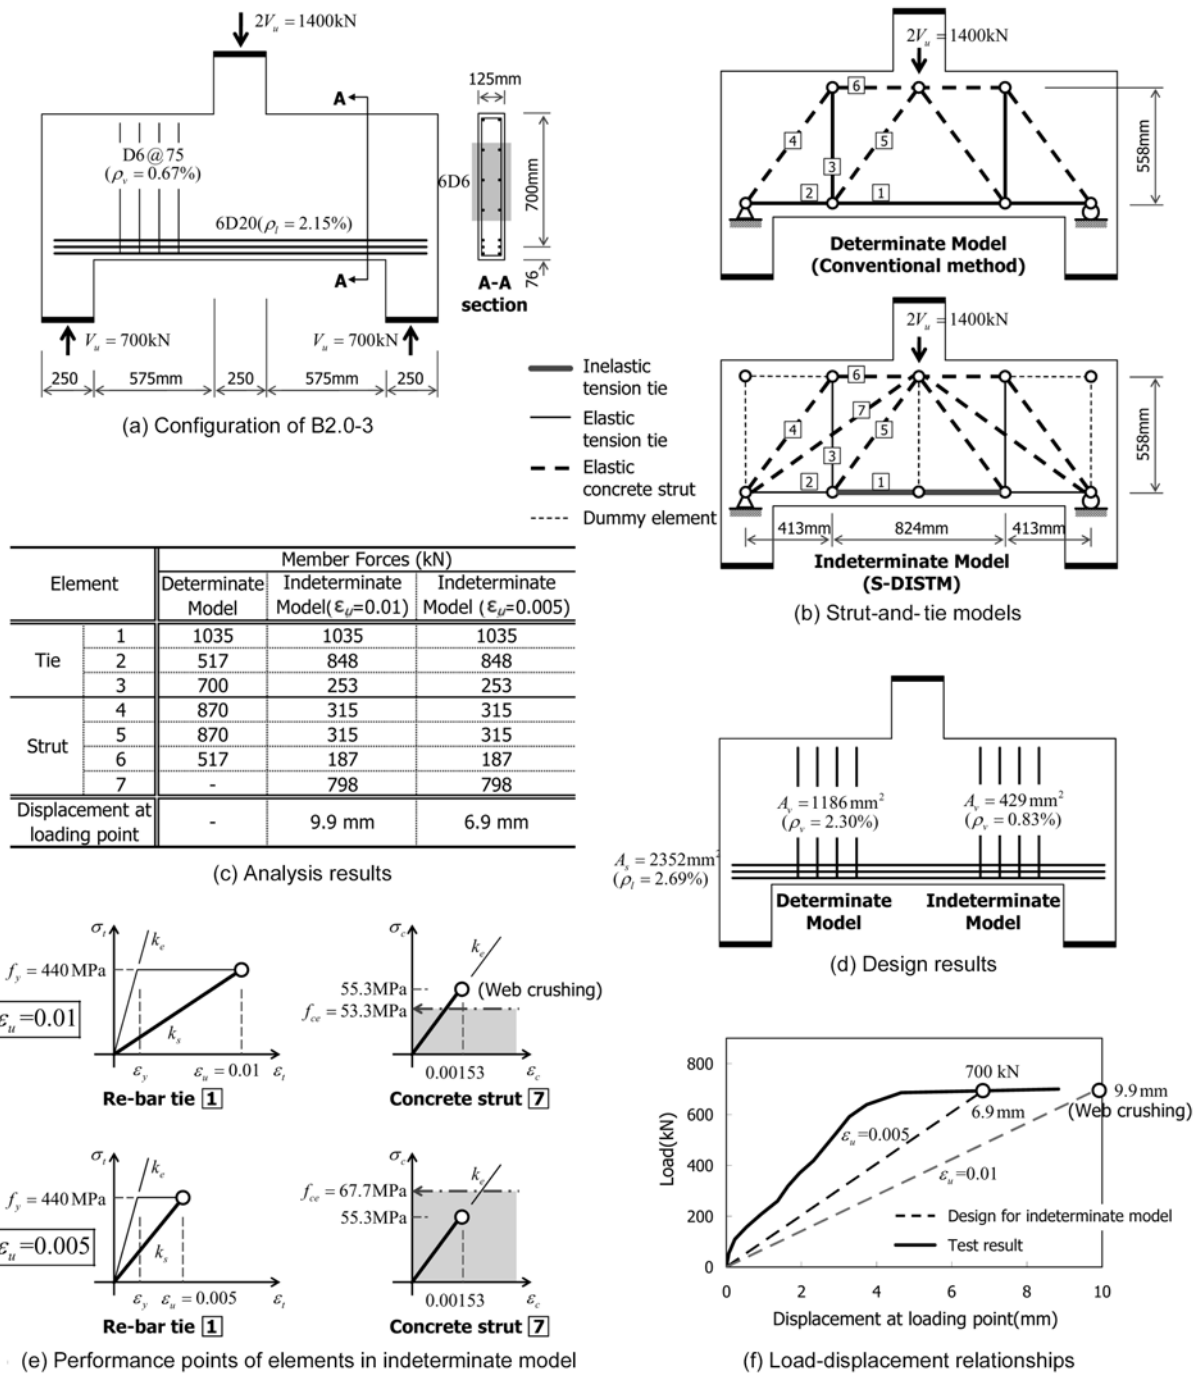 2V_u = 1400kN
A
D6@75
(ρ_v = 0.67%)
6D20(ρ_l = 2.15%)
A
125mm
6D6
700mm
76
A-A
section
V_u = 700kN
V_u = 700kN
250
575mm
250
575mm
250
(a) Configuration of B2.0-3
Inelastic
tension tie
Elastic
tension tie
Elastic
concrete strut
Dummy element
2V_u = 1400kN
6
4
5
3
2
1
558mm
Determinate Model
(Conventional method)
2V_u = 1400kN
6
7
4
5
3
2
1
558mm
413mm
824mm
413mm
Indeterminate Model
(S-DISTM)
(b) Strut-and-tie models
Element
Member Forces (kN)
Determinate Model
Indeterminate Model(ε_u=0.01)
Indeterminate Model (ε_u=0.005)
Tie
1 1035 1035 1035
2 517 848 848
3 700 253 253
Strut
4 870 315 315
5 870 315 315
6 517 187 187
7 - 798 798
Displacement at loading point - 9.9 mm 6.9 mm
(c) Analysis results
A_v = 1186mm²
(ρ_v = 2.30%)
A_v = 429mm²
(ρ_v = 0.83%)
A_s = 2352mm²
(ρ_l = 2.69%)
Determinate
Model
Indeterminate
Model
(d) Design results
σ_t
k_e
f_y = 440MPa
ε_u=0.01
k_s
ε_y
ε_u = 0.01
ε_t
Re-bar tie 1
σ_c
k_e
55.3MPa
(Web crushing)
f_ce = 53.3MPa
0.00153
ε_c
Concrete strut 7
σ_t
k_e
f_y = 440MPa
ε_u=0.005
k_s
ε_y
ε_u = 0.005
ε_t
Re-bar tie 1
σ_c
k_e
f_ce = 67.7MPa
55.3MPa
0.00153
ε_c
Concrete strut 7
(e) Performance points of elements in indeterminate model
Load(kN)
800
600
400
200
0
700 kN
6.9mm
9.9mm
(Web crushing)
ε_u=0.005
ε_u=0.01
Design for indeterminate model
Test result
0
2
4
6
8
10
Displacement at loading point(mm)
(f) Load-displacement relationships